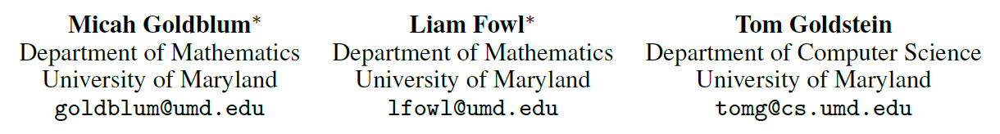 Micah Goldblum*
Department of Mathematics
University of Maryland
goldblum@umd.edu
Liam Fowl*
Department of Mathematics
University of Maryland
lfowl@umd.edu
Tom Goldstein
Department of Computer Science
University of Maryland
tomg@cs.umd.edu